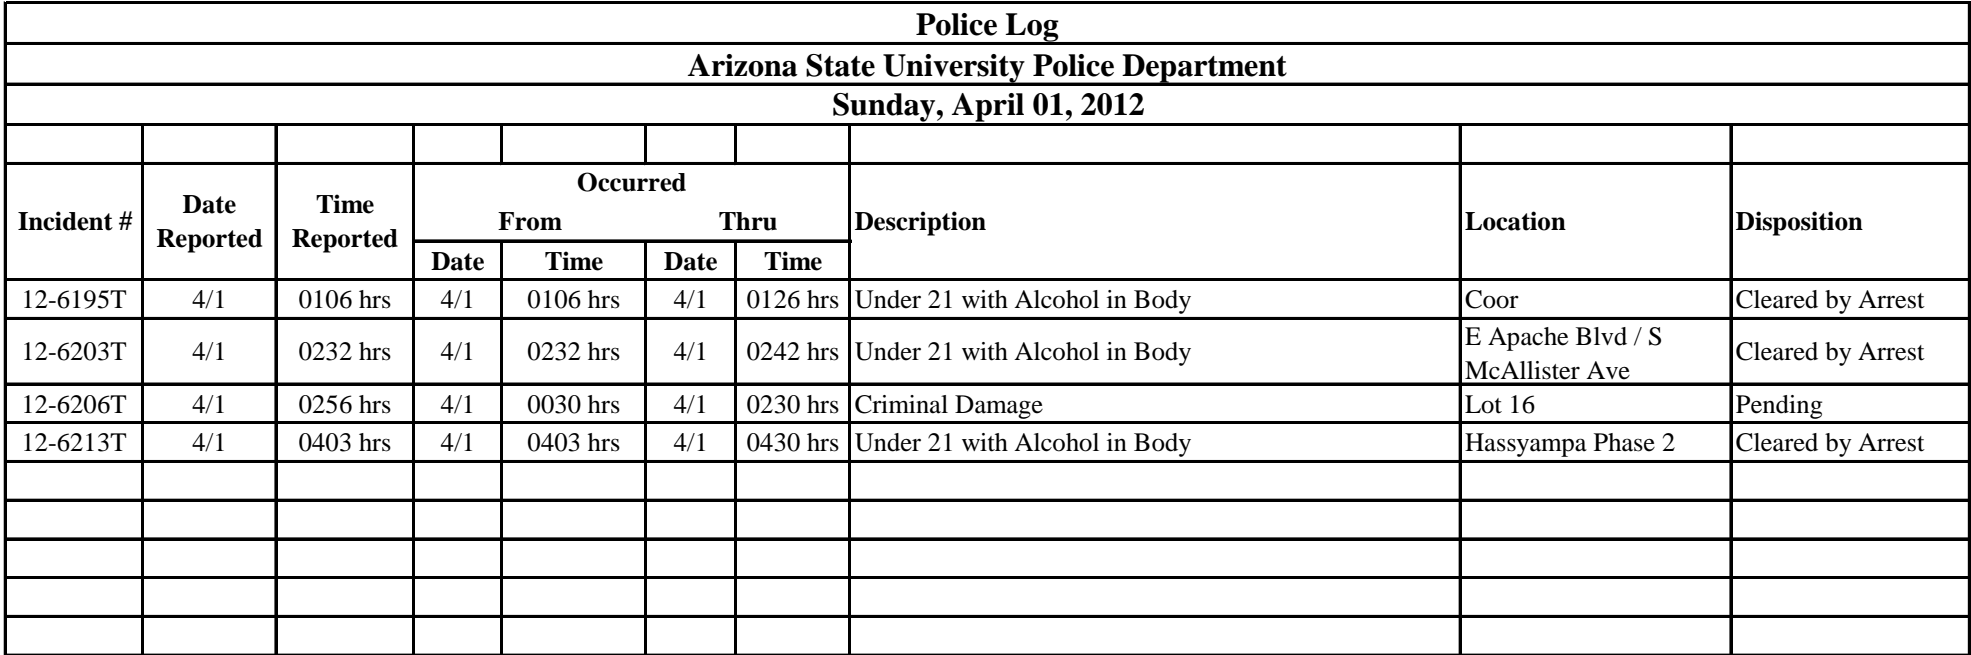 Police Log
Arizona State University Police Department
Sunday, April 01, 2012
Incident # Date Reported Time Reported Occurred From Thru Description Location Disposition
Date Time Date Time
12-6195T 4/1 0106 hrs 4/1 0106 hrs 4/1 0126 hrs Under 21 with Alcohol in Body Coor Cleared by Arrest
12-6203T 4/1 0232 hrs 4/1 0232 hrs 4/1 0242 hrs Under 21 with Alcohol in Body E Apache Blvd / S McAllister Ave Cleared by Arrest
12-6206T 4/1 0256 hrs 4/1 0030 hrs 4/1 0230 hrs Criminal Damage Lot 16 Pending
12-6213T 4/1 0403 hrs 4/1 0403 hrs 4/1 0430 hrs Under 21 with Alcohol in Body Hassyampa Phase 2 Cleared by Arrest